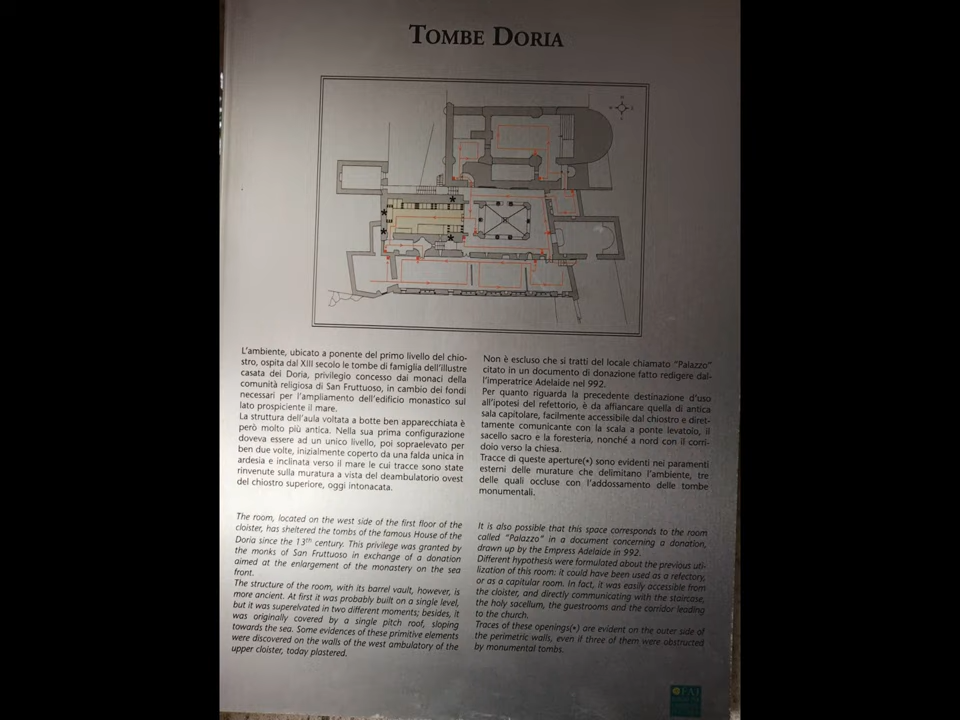 TOMBE DORIA
L'ambiente, ubicato a ponente del primo livello del chio-
stro, ospita dal XIII secolo le tombe di famiglia dell'illustre
casata dei Doria, privilegio concesso dai monaci della
comunità religiosa di San Fruttuoso, in cambio dei fondi
necessari per l'ampliamento dell'edificio monastico sul
lato prospiciente il mare.
La struttura dell'aula voltata a botte ben apparecchiata è
però molto più antica. Nella sua prima configurazione
doveva essere ad un unico livello, poi sopraelevato per
ben due volte, inizialmente coperto da una falda unica in
ardesia e inclinata verso il mare le cui tracce sono state
rinvenute sulla muratura a vista del deambulatorio ovest
del chiostro superiore, oggi intonacata.
Non è escluso che si tratti del locale chiamato "Palazzo"
citato in un documento di donazione fatto redigere dal-
l'imperatrice Adelaide nel 992.
Per quanto riguarda la precedente destinazione d'uso
all'ipotesi del refettorio, è da affiancare quella di antica
sala capitolare, facilmente accessibile dal chiostro e diret-
tamente comunicante con la scala a ponte levatoio, il
sacello sacro e la foresteria, nonché a nord con il corri-
doio verso la chiesa.
Tracce di queste aperture(•) sono evidenti nei paramenti
esterni delle murature che delimitano l'ambiente, tre
delle quali occluse con l'addossamento delle tombe
monumentali.
The room, located on the west side of the first floor of the
cloister, has sheltered the tombs of the famous House of the
Doria since the 13th century. This privilege was granted by
the monks of San Fruttuoso in exchange of a donation
aimed at the enlargement of the monastery on the sea
front.
The structure of the room, with its barrel vault, however, is
more ancient. At first it was probably built on a single level,
but it was superelvated in two different moments; besides, it
was originally covered by a single pitch roof, sloping
towards the sea. Some evidences of these primitive elements
were discovered on the walls of the west ambulatory of the
upper cloister, today plastered.
It is also possible that this space corresponds to the room
called "Palazzo" in a document concerning a donation,
drawn up by the Empress Adelaide in 992.
Different hypothesis were formulated about the previous uti-
lization of this room: it could have been used as a refectory,
or as a capitular room. In fact, it was easily accessible from
the cloister, and directly communicating with the staircase,
the holy sacellum, the guestrooms and the corridor leading
to the church.
Traces of these openings(•) are evident on the outer side of
the perimetric walls, even if three of them were obstructed
by monumental tombs.
FAI